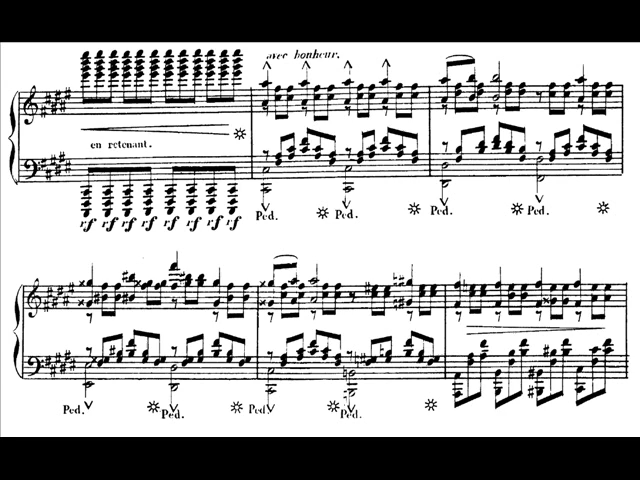 avec bonheur.
en retenant.
rf rf rf rf rf rf rf rf
Ped. Ped. Ped. Ped.
Ped. Ped. Ped. Ped.